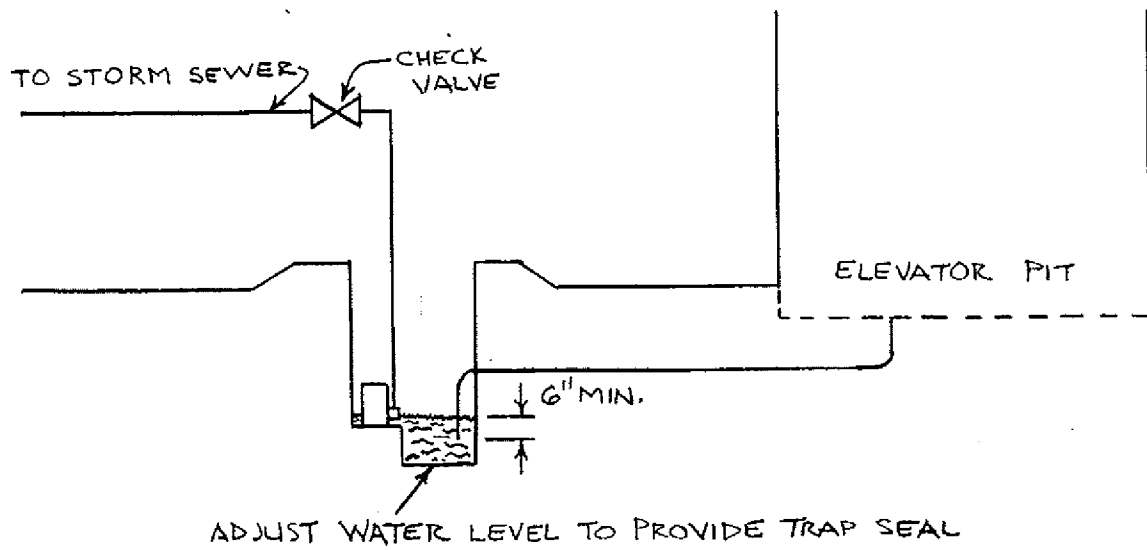 TO STORM SEWER
CHECK
VALVE
ELEVATOR PIT
6" MIN.
ADJUST WATER LEVEL TO PROVIDE TRAP SEAL